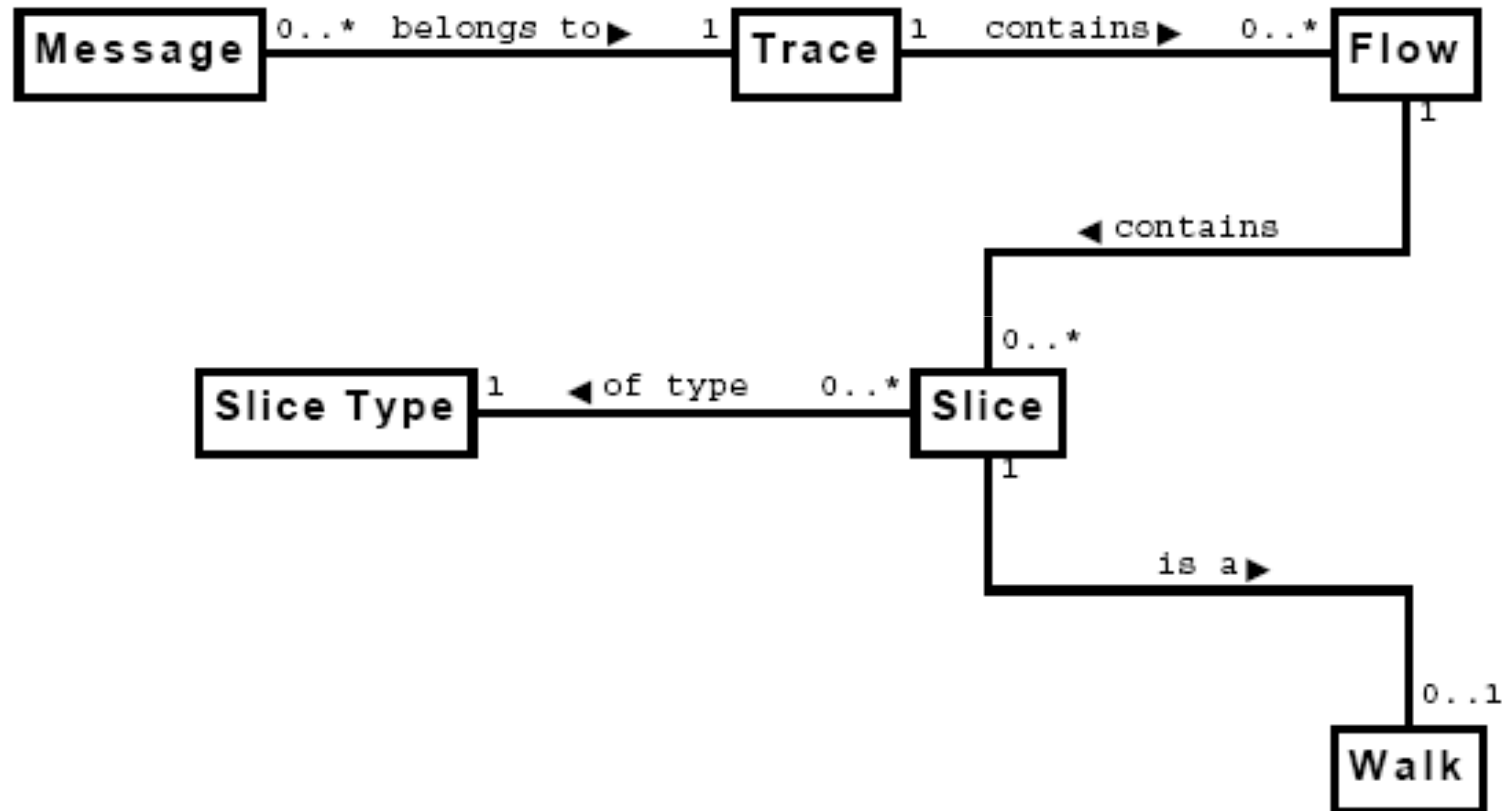 Message 0..* belongs to▶ 1 Trace 1 contains▶ 0..* Flow
1
◀ contains
0..*
Slice Type 1 ◀ of type 0..* Slice
1
is a▶
0..1
Walk